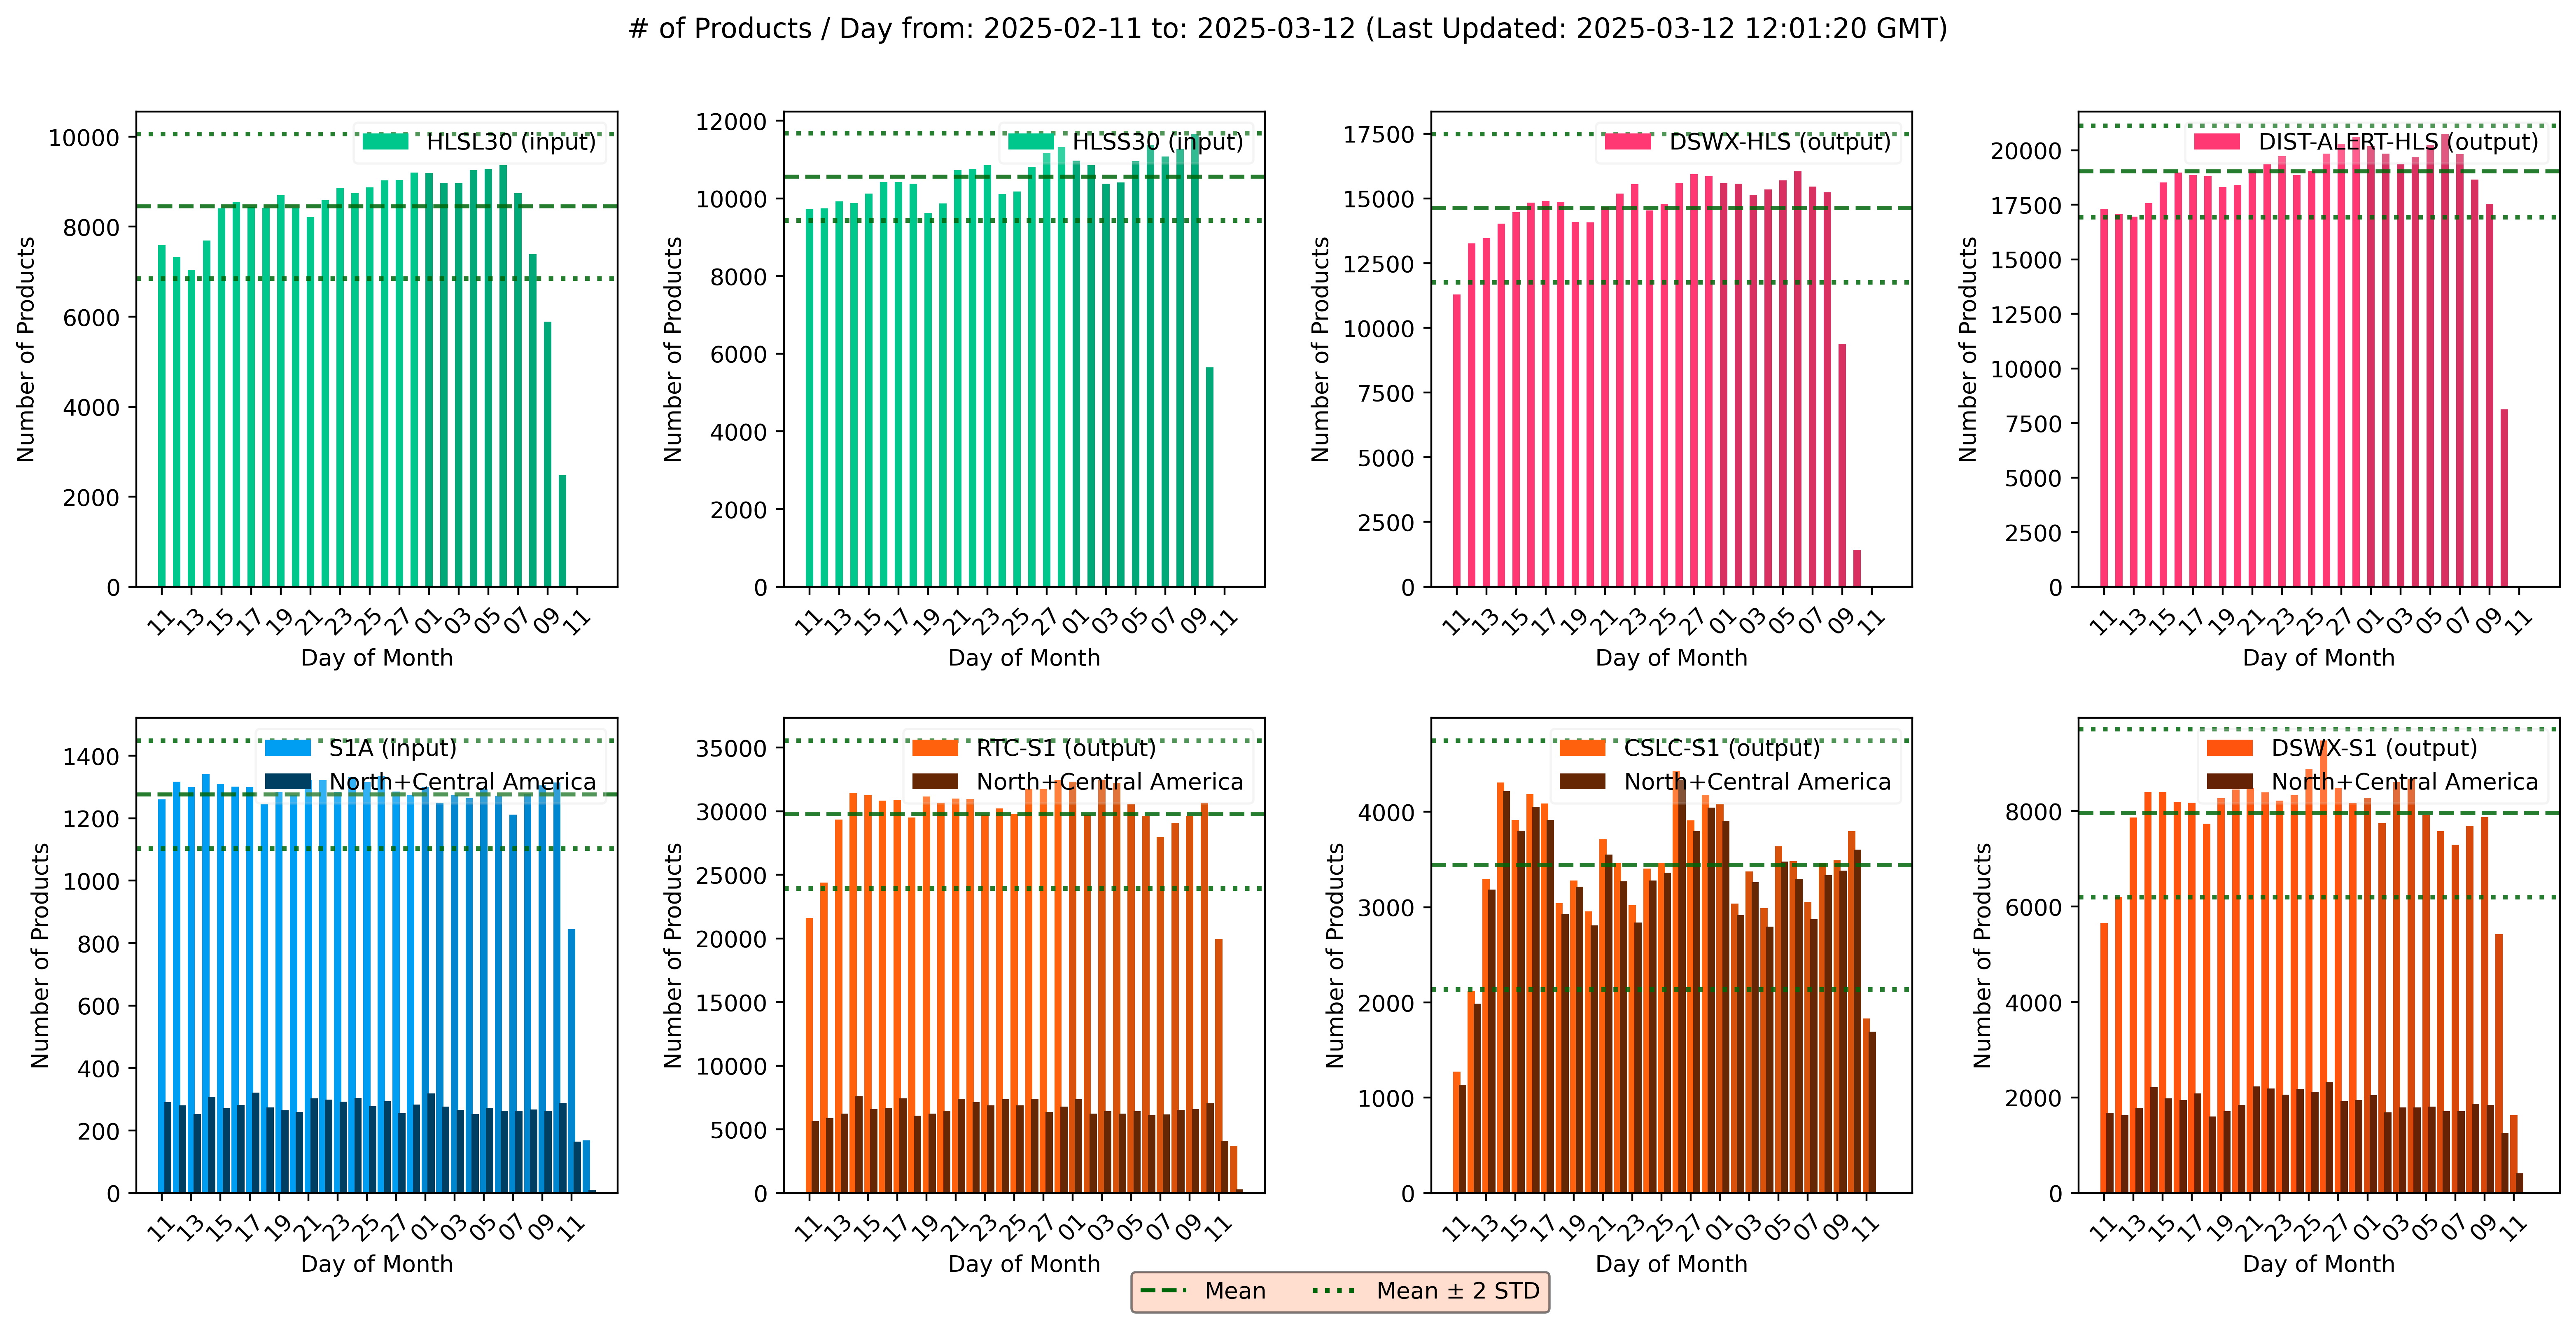 # of Products / Day from: 2025-02-11 to: 2025-03-12 (Last Updated: 2025-03-12 12:01:20 GMT)
HLSL30 (input)
Number of Products
10000
8000
6000
4000
2000
0
11 13 15 17 19 21 23 25 27 01 03 05 07 09 11
Day of Month
HLSS30 (input)
Number of Products
12000
10000
8000
6000
4000
2000
0
11 13 15 17 19 21 23 25 27 01 03 05 07 09 11
Day of Month
DSWX-HLS (output)
Number of Products
17500
15000
12500
10000
7500
5000
2500
0
11 13 15 17 19 21 23 25 27 01 03 05 07 09 11
Day of Month
DIST-ALERT-HLS (output)
Number of Products
20000
17500
15000
12500
10000
7500
5000
2500
0
11 13 15 17 19 21 23 25 27 01 03 05 07 09 11
Day of Month
S1A (input)
North+Central America
Number of Products
1400
1200
1000
800
600
400
200
0
11 13 15 17 19 21 23 25 27 01 03 05 07 09 11
Day of Month
RTC-S1 (output)
North+Central America
Number of Products
35000
30000
25000
20000
15000
10000
5000
0
11 13 15 17 19 21 23 25 27 01 03 05 07 09 11
Day of Month
CSLC-S1 (output)
North+Central America
Number of Products
4000
3000
2000
1000
0
11 13 15 17 19 21 23 25 27 01 03 05 07 09 11
Day of Month
DSWX-S1 (output)
North+Central America
Number of Products
8000
6000
4000
2000
0
11 13 15 17 19 21 23 25 27 01 03 05 07 09 11
Day of Month
Mean
Mean ± 2 STD